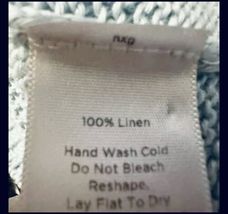 100% Linen
Hand Wash Cold
Do Not Bleach
Reshape,
Lay Flat To Dry